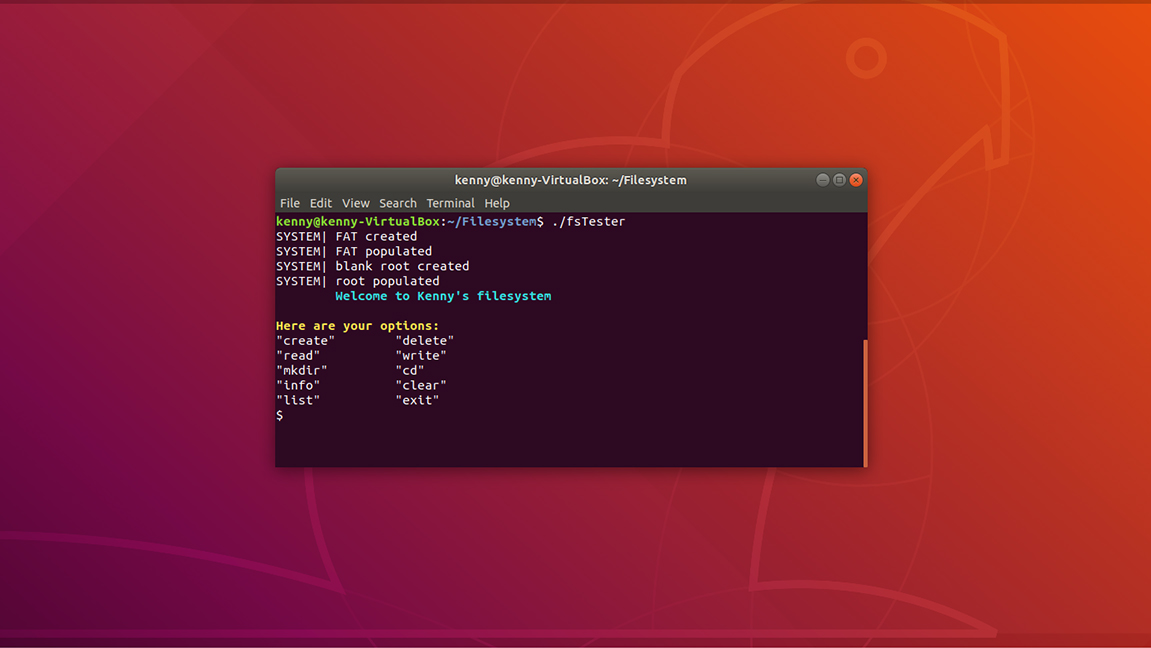 kenny@kenny-VirtualBox: ~/Filesystem
File Edit View Search Terminal Help
kenny@kenny-VirtualBox:~/Filesystem$ ./fsTester
SYSTEM| FAT created
SYSTEM| FAT populated
SYSTEM| blank root created
SYSTEM| root populated
Welcome to Kenny's filesystem
Here are your options:
"create" "delete"
"read" "write"
"mkdir" "cd"
"info" "clear"
"list" "exit"
$